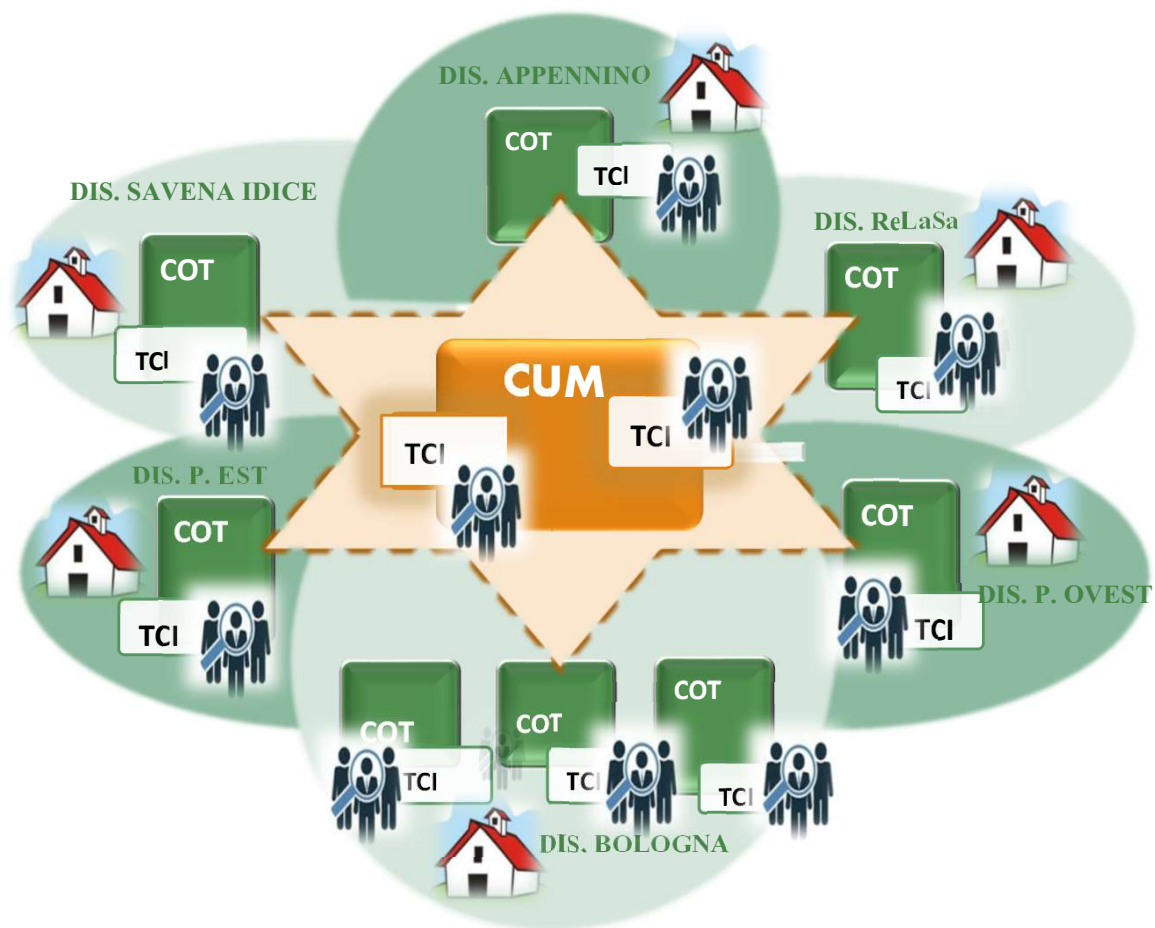 DIS. APPENNINO
COT
TCI
DIS. SAVENA IDICE
COT
TCI
DIS. ReLaSa
COT
TCI
CUM
TCI
TCI
DIS. P. EST
COT
TCI
COT
DIS. P. OVEST
TCI
COT
TCI
COT
TCI
COT
TCI
DIS. BOLOGNA